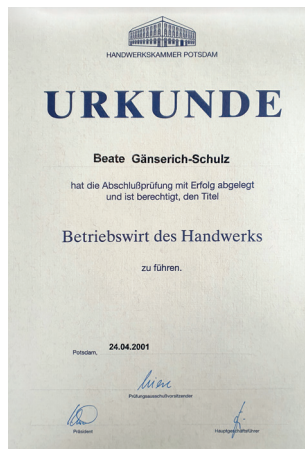 HANDWERKSKAMMER POTSDAM
URKUNDE
Beate Gänserich-Schulz
hat die Abschlußprüfung mit Erfolg abgelegt
und ist berechtigt, den Titel
Betriebswirt des Handwerks
zu führen.
Potsdam, 24.04.2001
Prüfungsausschußvorsitzender
Präsident Hauptgeschäftsführer